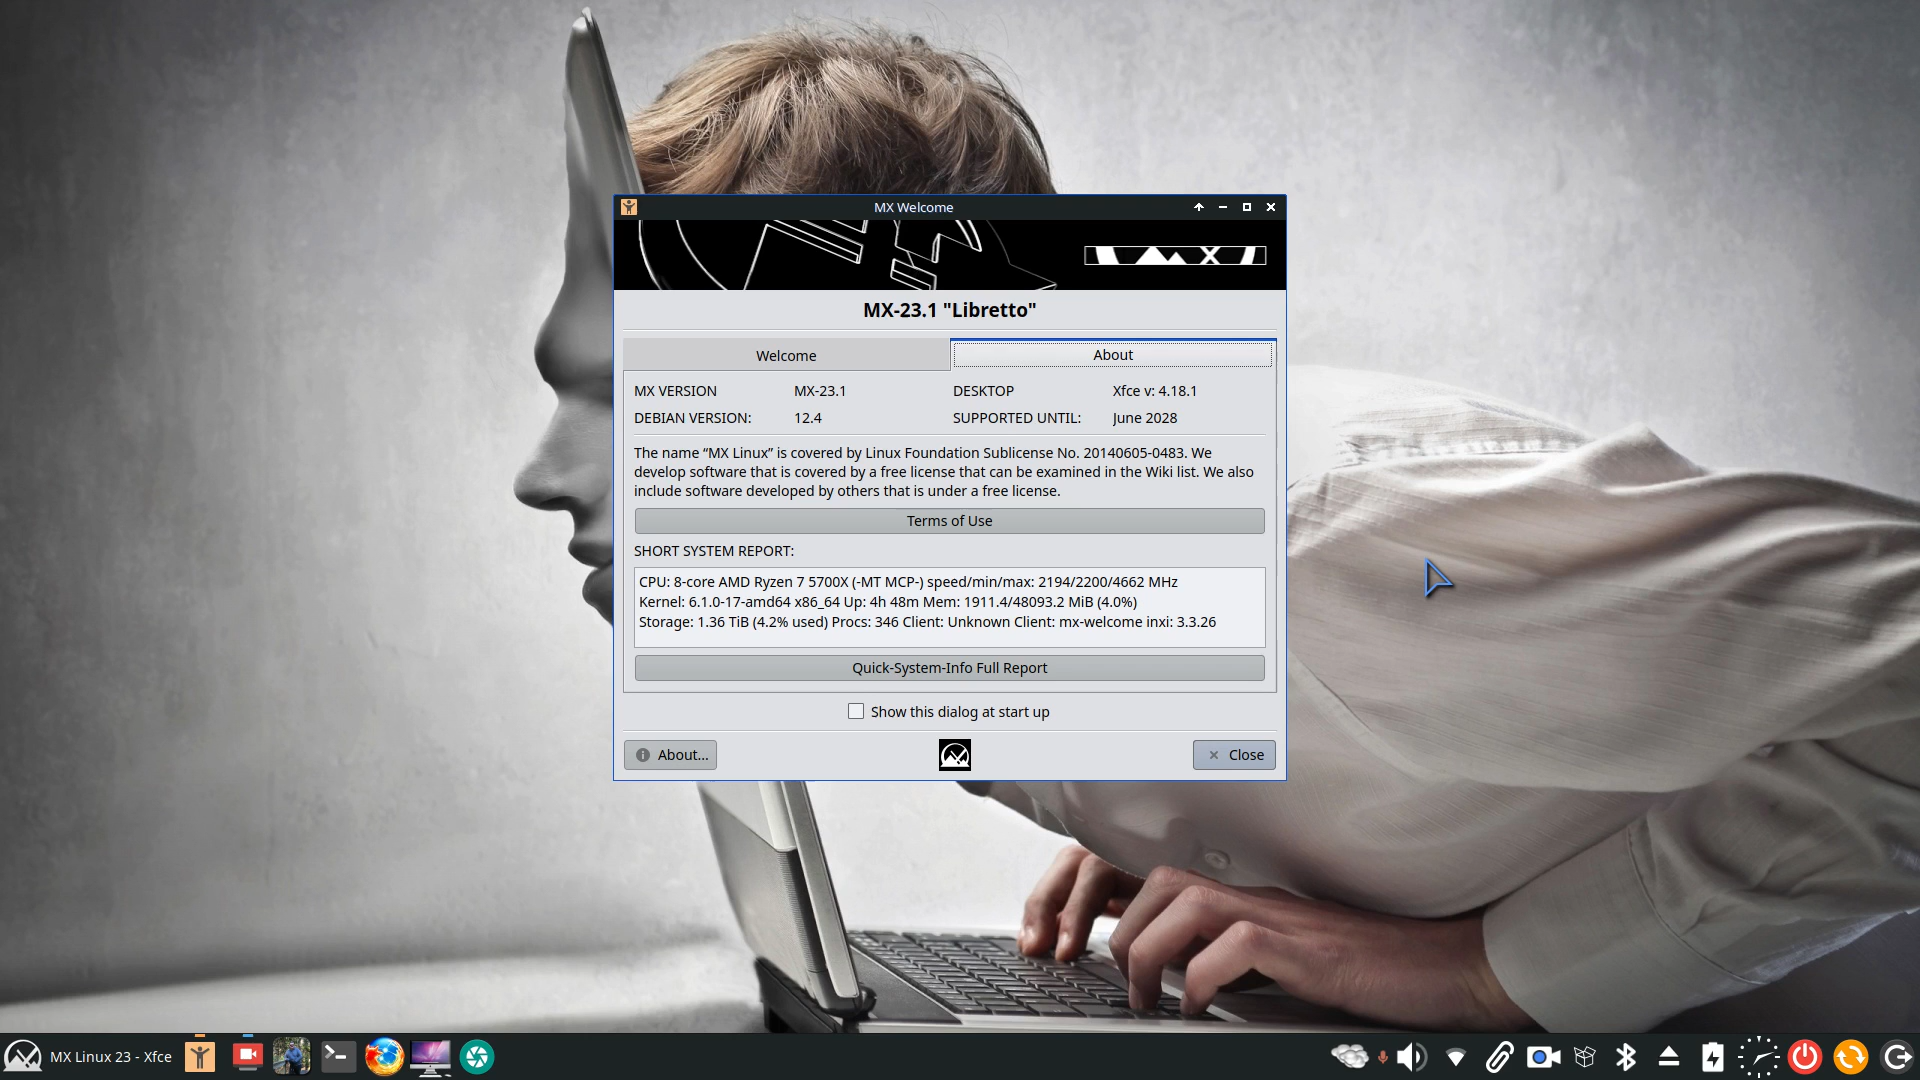 MX Welcome
MX
MX-23.1 "Libretto"
Welcome
About
MX VERSION MX-23.1 DESKTOP Xfce v: 4.18.1
DEBIAN VERSION: 12.4 SUPPORTED UNTIL: June 2028
The name “MX Linux” is covered by Linux Foundation Sublicense No. 20140605-0483. We
develop software that is covered by a free license that can be examined in the Wiki list. We also
include software developed by others that is under a free license.
Terms of Use
SHORT SYSTEM REPORT:
CPU: 8-core AMD Ryzen 7 5700X (-MT MCP-) speed/min/max: 2194/2200/4662 MHz
Kernel: 6.1.0-17-amd64 x86_64 Up: 4h 48m Mem: 1911.4/48093.2 MiB (4.0%)
Storage: 1.36 TiB (4.2% used) Procs: 346 Client: Unknown Client: mx-welcome inxi: 3.3.26
Quick-System-Info Full Report
Show this dialog at start up
About...
Close
MX Linux 23 - Xfce